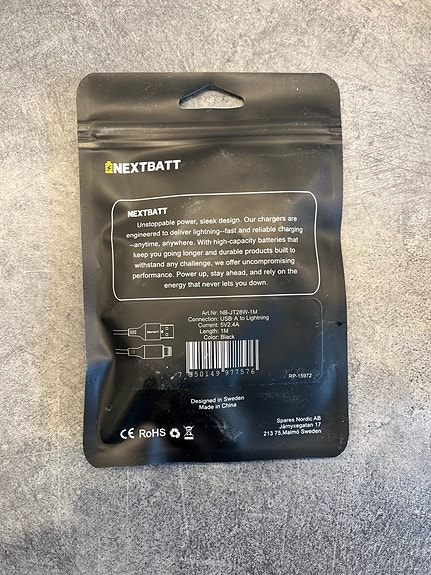 NEXTBATT
NEXTBATT
Unstoppable power, sleek design. Our chargers are
engineered to deliver lightning--fast and reliable charging
--anytime, anywhere. With high-capacity batteries that
keep you going longer and durable products built to
withstand any challenge, we offer uncompromising
performance. Power up, stay ahead, and rely on the
energy that never lets you down.
Art.Nr: NB-JT28W-1M
Connection: USB-A to Lightning
Current: 5V2.4A
Length: 1M
Color: Black
7 350149 977576
RP-15972
Designed in Sweden
Made in China
CE RoHS
Spares Nordic AB
Järnyxegatan 17
213 75,Malmö Sweden